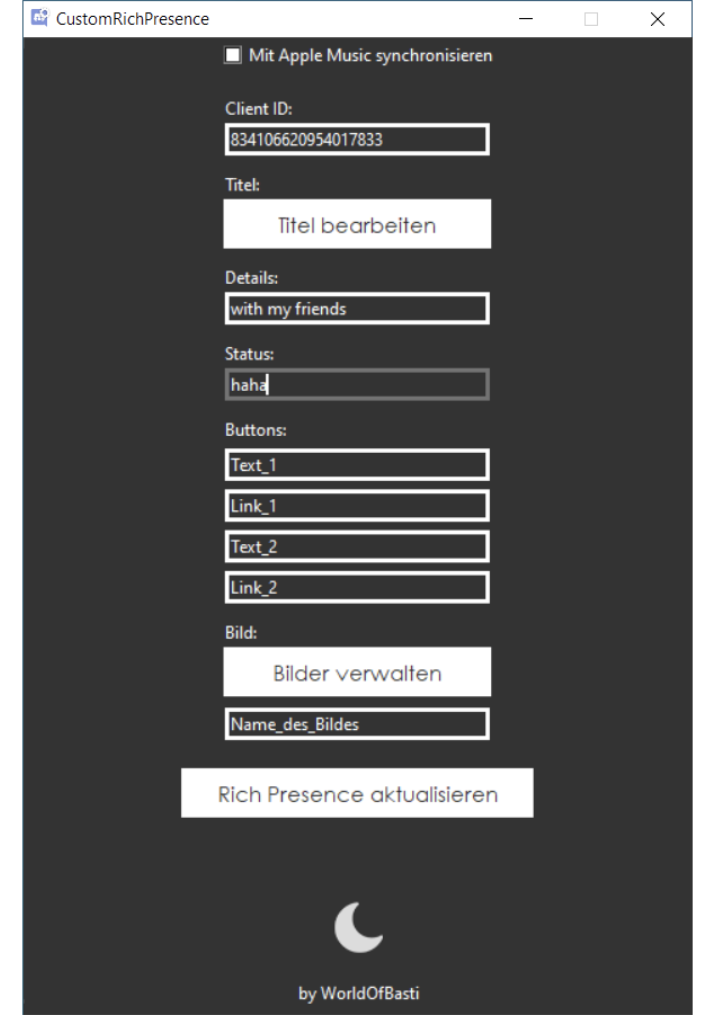 CustomRichPresence
Mit Apple Music synchronisieren
Client ID:
834106620954017833
Titel:
Titel bearbeiten
Details:
with my friends
Status:
haha
Buttons:
Text_1
Link_1
Text_2
Link_2
Bild:
Bilder verwalten
Name_des_Bildes
Rich Presence aktualisieren
by WorldOfBasti